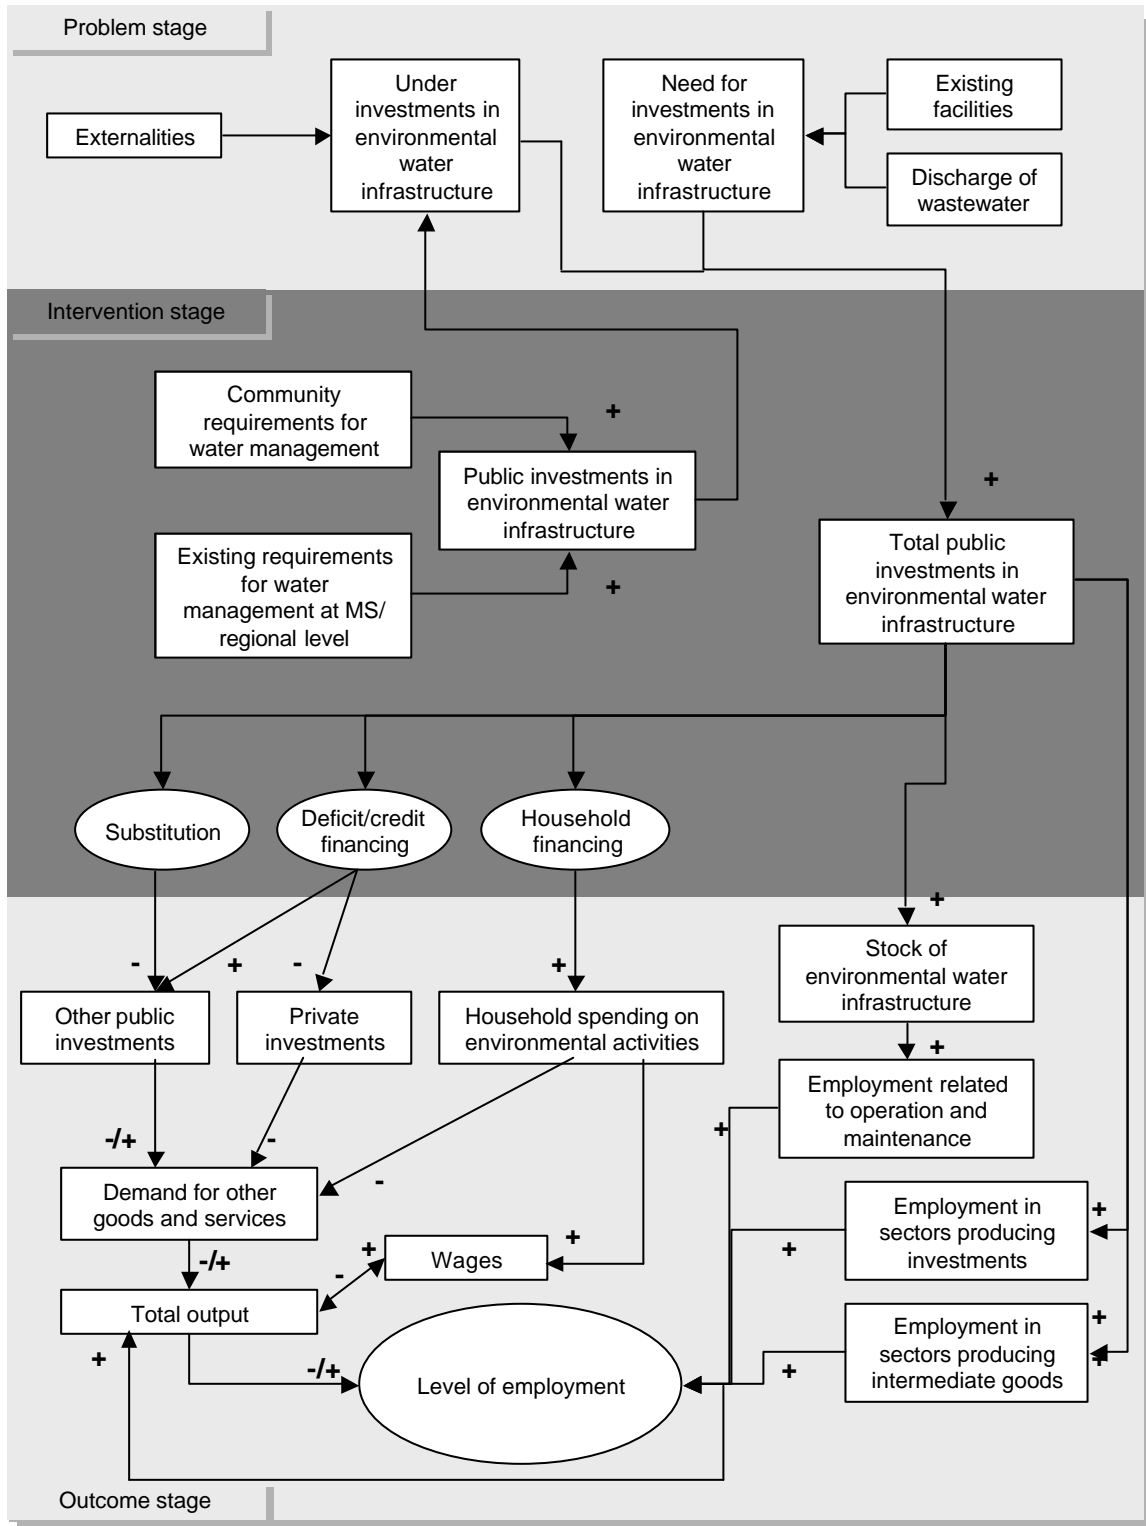 Problem stage
Under
investments in
environmental
water
infrastructure
Need for
investments in
environmental
water
infrastructure
Existing
facilities
Externalities
Discharge of
wastewater
Intervention stage
Community
requirements for
water management
+
Public investments in
environmental water
infrastructure
+
Existing requirements
for water
management at MS/
regional level
+
Total public
investments in
environmental water
infrastructure
Substitution
Deficit/credit
financing
Household
financing
+
Stock of
environmental water
infrastructure
-
+
-
+
Other public
investments
Private
investments
Household spending on
environmental activities
+
Employment related
to operation and
maintenance
+
-/+
-
-
Demand for other
goods and services
Employment in
sectors producing
investments
+
+
-/+
+
-
Wages
+
Total output
+
-/+
Level of employment
Employment in
sectors producing
intermediate goods
+
+
+
Outcome stage